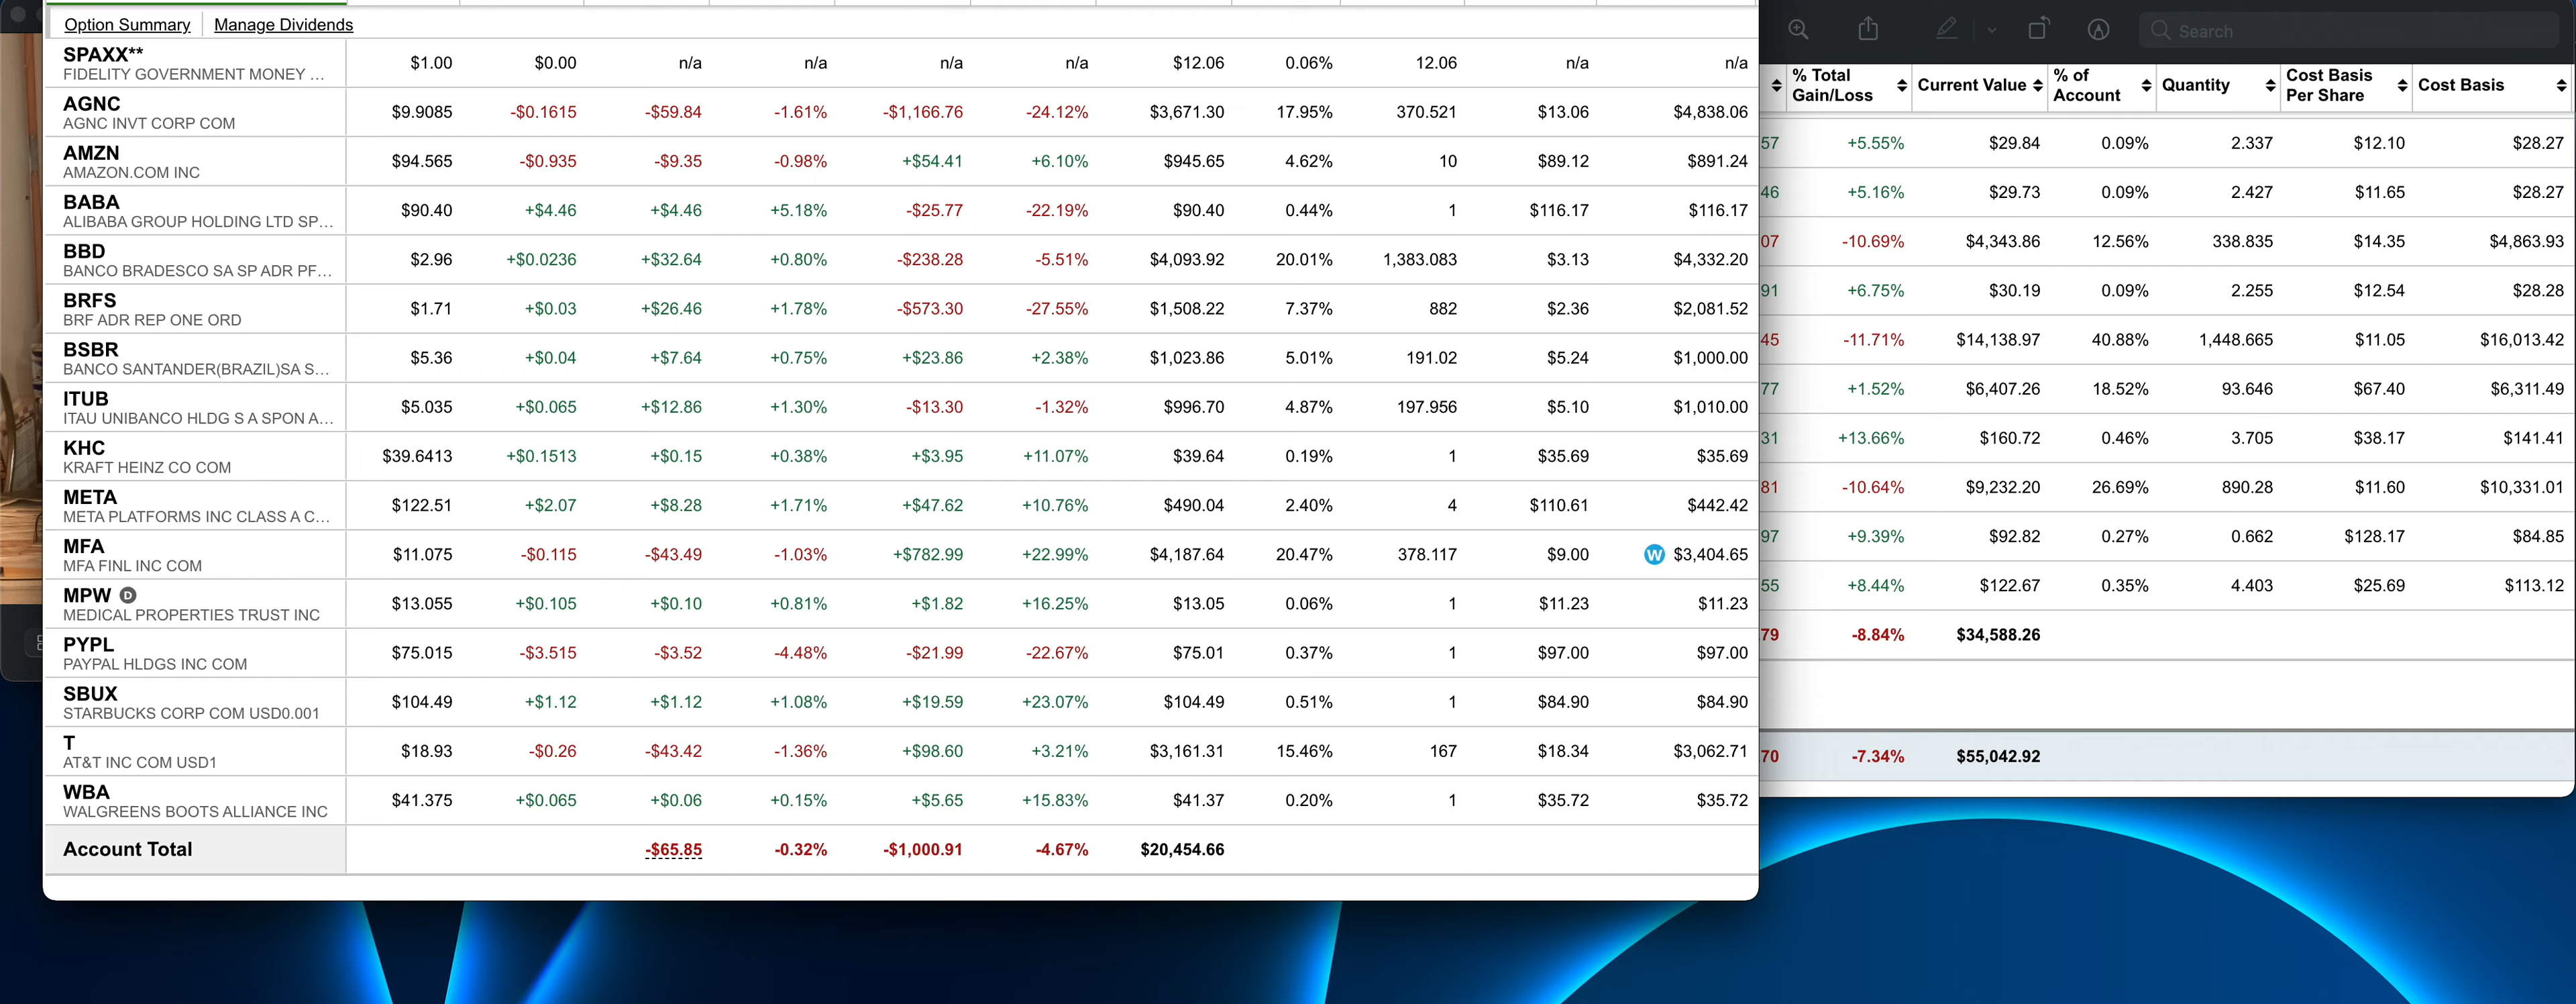 Option Summary Manage Dividends
SPAXX** $1.00 $0.00 n/a n/a n/a n/a $12.06 0.06% 12.06 n/a n/a
FIDELITY GOVERNMENT MONEY ...
AGNC $9.9085 -$0.1615 -$59.84 -1.61% -$1,166.76 -24.12% $3,671.30 17.95% 370.521 $13.06 $4,838.06
AGNC INVT CORP COM
AMZN $94.565 -$0.935 -$9.35 -0.98% +$54.41 +6.10% $945.65 4.62% 10 $89.12 $891.24
AMAZON.COM INC
BABA $90.40 +$4.46 +$4.46 +5.18% -$25.77 -22.19% $90.40 0.44% 1 $116.17 $116.17
ALIBABA GROUP HOLDING LTD SP...
BBD $2.96 +$0.0236 +$32.64 +0.80% -$238.28 -5.51% $4,093.92 20.01% 1,383.083 $3.13 $4,332.20
BANCO BRADESCO SA SP ADR PF...
BRFS $1.71 +$0.03 +$26.46 +1.78% -$573.30 -27.55% $1,508.22 7.37% 882 $2.36 $2,081.52
BRF ADR REP ONE ORD
BSBR $5.36 +$0.04 +$7.64 +0.75% +$23.86 +2.38% $1,023.86 5.01% 191.02 $5.24 $1,000.00
BANCO SANTANDER(BRAZIL)SA S...
ITUB $5.035 +$0.065 +$12.86 +1.30% -$13.30 -1.32% $996.70 4.87% 197.956 $5.10 $1,010.00
ITAU UNIBANCO HLDG S A SPON A...
KHC $39.6413 +$0.1513 +$0.15 +0.38% +$3.95 +11.07% $39.64 0.19% 1 $35.69 $35.69
KRAFT HEINZ CO COM
META $122.51 +$2.07 +$8.28 +1.71% +$47.62 +10.76% $490.04 2.40% 4 $110.61 $442.42
META PLATFORMS INC CLASS A C...
MFA $11.075 -$0.115 -$43.49 -1.03% +$782.99 +22.99% $4,187.64 20.47% 378.117 $9.00 W $3,404.65
MFA FINL INC COM
MPW D $13.055 +$0.105 +$0.10 +0.81% +$1.82 +16.25% $13.05 0.06% 1 $11.23 $11.23
MEDICAL PROPERTIES TRUST INC
PYPL $75.015 -$3.515 -$3.52 -4.48% -$21.99 -22.67% $75.01 0.37% 1 $97.00 $97.00
PAYPAL HLDGS INC COM
SBUX $104.49 +$1.12 +$1.12 +1.08% +$19.59 +23.07% $104.49 0.51% 1 $84.90 $84.90
STARBUCKS CORP COM USD0.001
T $18.93 -$0.26 -$43.42 -1.36% +$98.60 +3.21% $3,161.31 15.46% 167 $18.34 $3,062.71
AT&T INC COM USD1
WBA $41.375 +$0.065 +$0.06 +0.15% +$5.65 +15.83% $41.37 0.20% 1 $35.72 $35.72
WALGREENS BOOTS ALLIANCE INC
Account Total -$65.85 -0.32% -$1,000.91 -4.67% $20,454.66
Search
% Total Gain/Loss Current Value % of Account Quantity Cost Basis Per Share Cost Basis
57 +5.55% $29.84 0.09% 2.337 $12.10 $28.27
46 +5.16% $29.73 0.09% 2.427 $11.65 $28.27
07 -10.69% $4,343.86 12.56% 338.835 $14.35 $4,863.93
91 +6.75% $30.19 0.09% 2.255 $12.54 $28.28
45 -11.71% $14,138.97 40.88% 1,448.665 $11.05 $16,013.42
77 +1.52% $6,407.26 18.52% 93.646 $67.40 $6,311.49
31 +13.66% $160.72 0.46% 3.705 $38.17 $141.41
81 -10.64% $9,232.20 26.69% 890.28 $11.60 $10,331.01
97 +9.39% $92.82 0.27% 0.662 $128.17 $84.85
55 +8.44% $122.67 0.35% 4.403 $25.69 $113.12
79 -8.84% $34,588.26
70 -7.34% $55,042.92